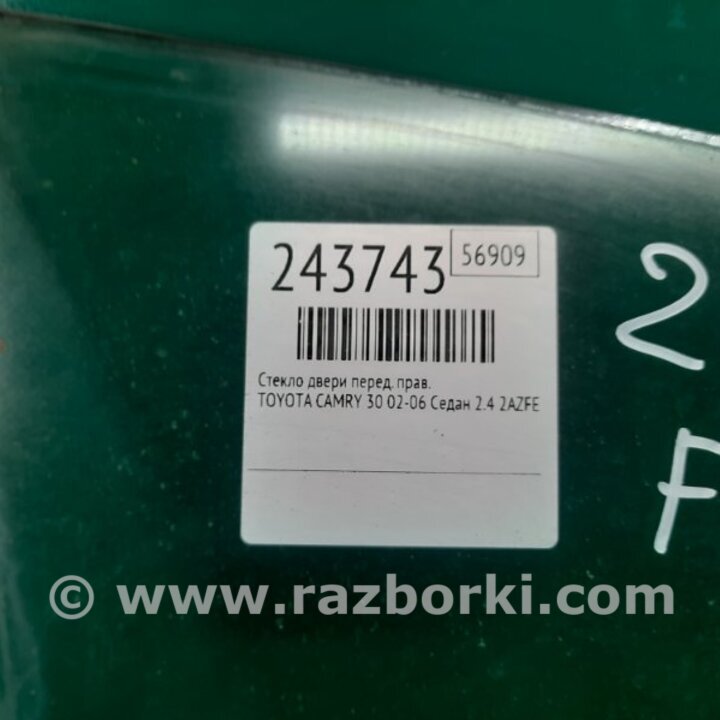 243743
56909
Стекло двери перед. прав.
TOYOTA CAMRY 30 02-06 Седан 2.4 2AZFE
2
F
© www.razborki.com